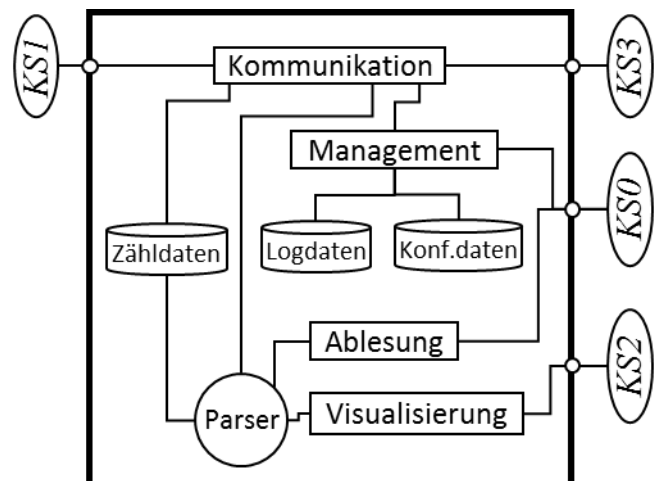 KS1
Kommunikation
KS3
Management
KS0
Zähldaten
Logdaten
Konf.daten
Ablesung
KS2
Parser
Visualisierung